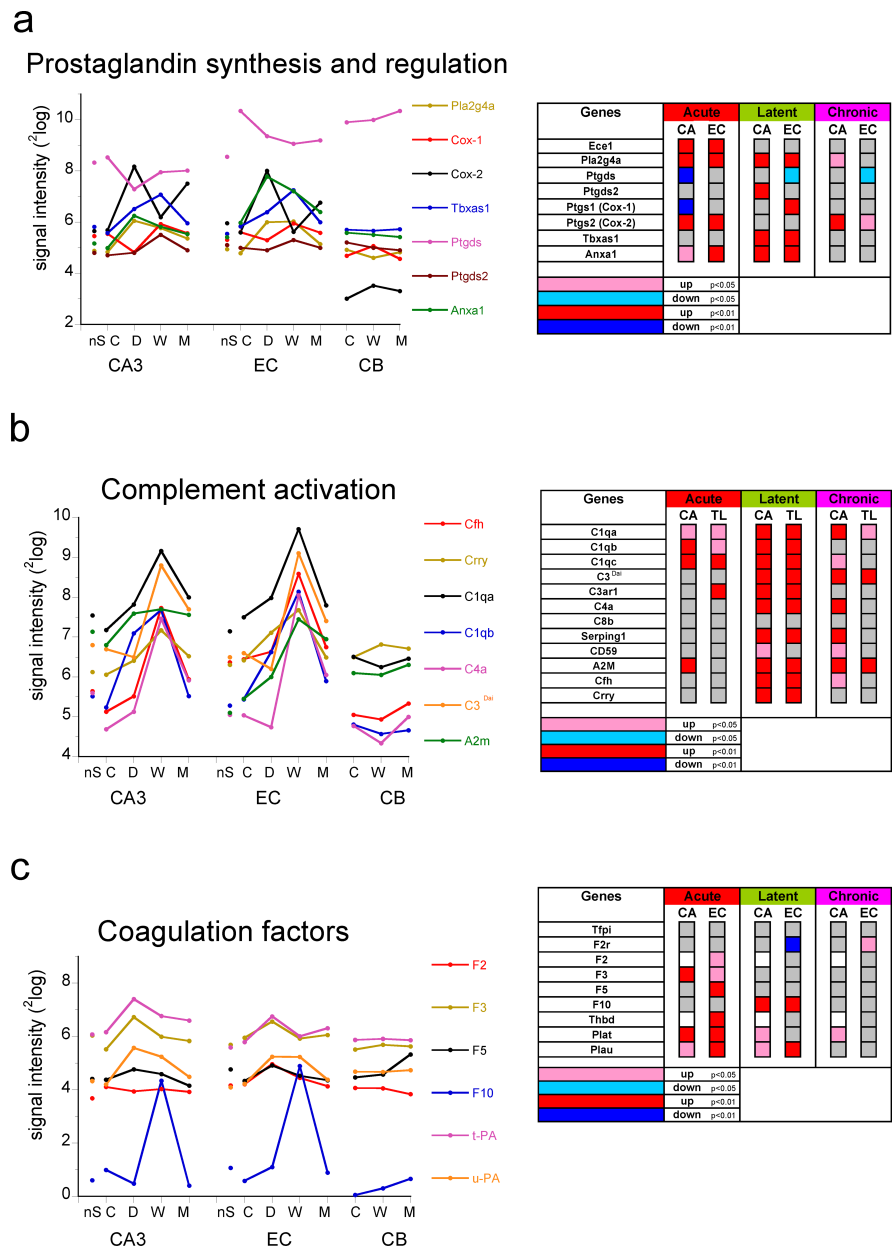 a
Prostaglandin synthesis and regulation
signal intensity (²log)
10
8
6
4
2
nS C D W M
nS C D W M
C W M
CA3 EC CB
Pla2g4a
Cox-1
Cox-2
Tbxas1
Ptgds
Ptgds2
Anxa1
Genes Acute Latent Chronic
CA EC CA EC CA EC
Ece1
Pla2g4a
Ptgds
Ptgds2
Ptgs1 (Cox-1)
Ptgs2 (Cox-2)
Tbxas1
Anxa1
up p<0.05
down p<0.05
up p<0.01
down p<0.01
b
Complement activation
signal intensity (²log)
10
9
8
7
6
5
4
nS C D W M
nS C D W M
C W M
CA3 EC CB
Cfh
Crry
C1qa
C1qb
C4a
C3 Dai
A2m
Genes Acute Latent Chronic
CA TL CA TL CA TL
C1qa
C1qb
C1qc
C3 Dai
C3ar1
C4a
C8b
Serping1
CD59
A2M
Cfh
Crry
up p<0.05
down p<0.05
up p<0.01
down p<0.01
c
Coagulation factors
signal intensity (²log)
8
6
4
2
0
nS C D W M
nS C D W M
C W M
CA3 EC CB
F2
F3
F5
F10
t-PA
u-PA
Genes Acute Latent Chronic
CA EC CA EC CA EC
Tfpi
F2r
F2
F3
F5
F10
Thbd
Plat
Plau
up p<0.05
down p<0.05
up p<0.01
down p<0.01